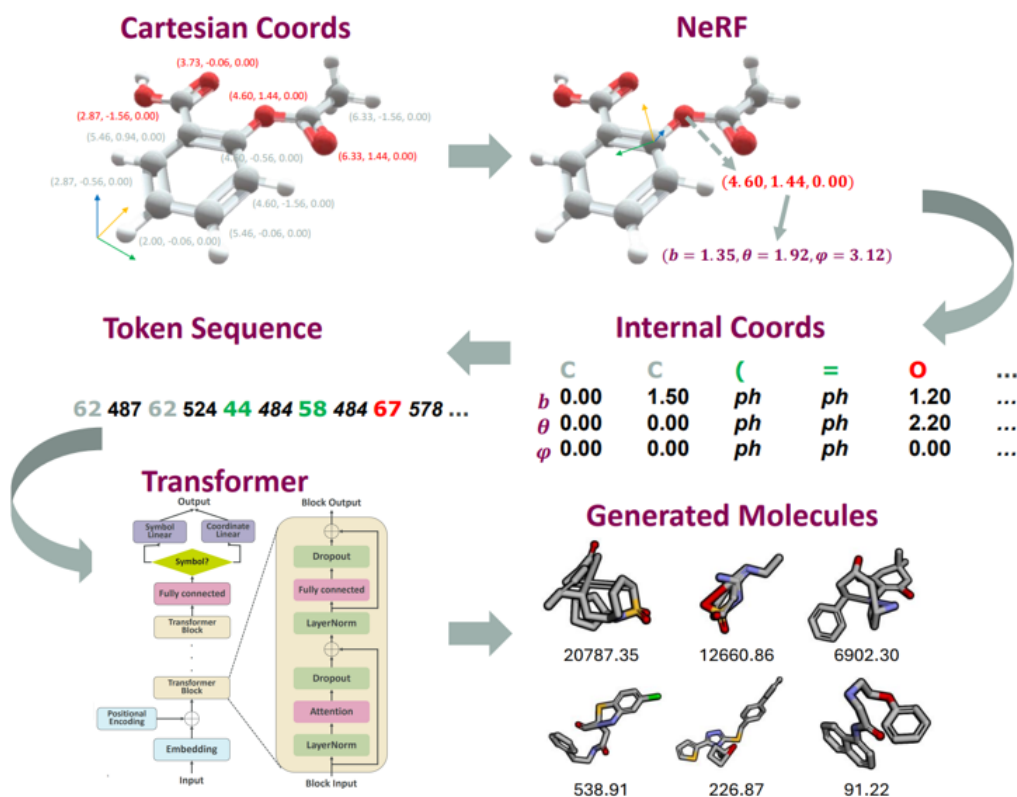 Cartesian Coords
(3.73, -0.06, 0.00)
(4.60, 1.44, 0.00)
(2.87, -1.56, 0.00)
(6.33, -1.56, 0.00)
(5.46, 0.94, 0.00)
(6.33, 1.44, 0.00)
(4.60, -0.56, 0.00)
(2.87, -0.56, 0.00)
(4.60, -1.56, 0.00)
(2.00, -0.06, 0.00)
(5.46, -0.06, 0.00)
NeRF
(4.60, 1.44, 0.00)
(b = 1.35, θ = 1.92, φ = 3.12)
Token Sequence
62 487 62 524 44 484 58 484 67 578 ...
Internal Coords
C C ( = O ...
b 0.00 1.50 ph ph 1.20 ...
θ 0.00 0.00 ph ph 2.20 ...
φ 0.00 0.00 ph ph 0.00 ...
Transformer
Output
Symbol
Linear
Coordinate
Linear
Symbol?
Fully connected
Transformer
Block
Transformer
Block
Positional
Encoding
Embedding
Input
Block Output
Dropout
Fully connected
LayerNorm
Dropout
Attention
LayerNorm
Block Input
Generated Molecules
20787.35 12660.86 6902.30
538.91 226.87 91.22